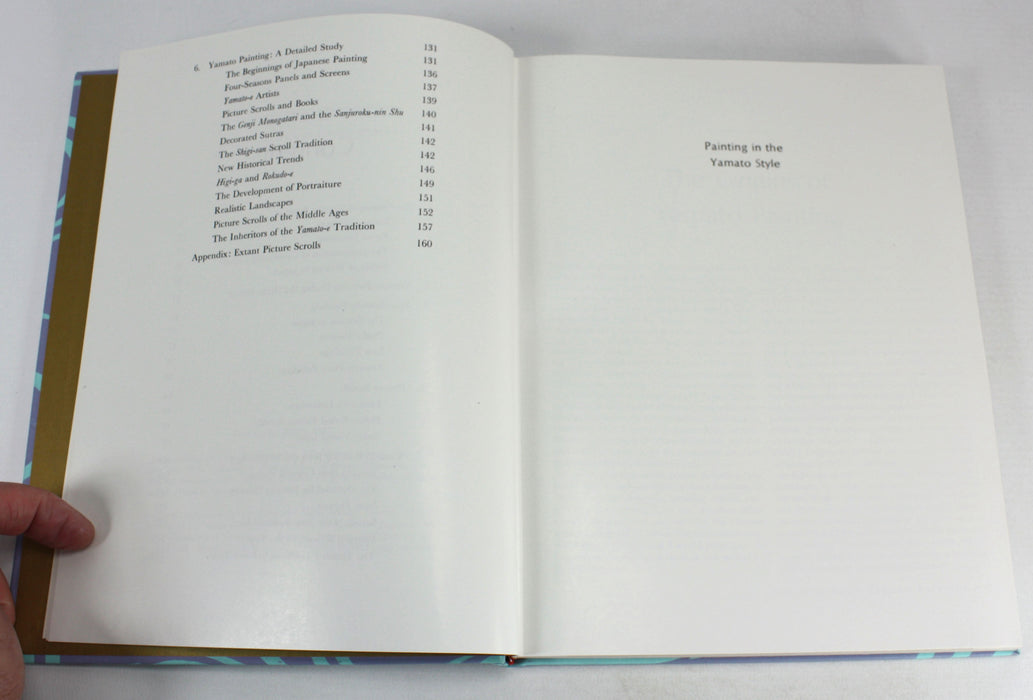 6. Yamato Painting: A Detailed Study 131
The Beginnings of Japanese Painting 131
Four-Seasons Panels and Screens 136
Yamato-e Artists 137
Picture Scrolls and Books 139
The Genji Monogatari and the Sanjuroku-nin Shu 140
Decorated Sutras 141
The Shigi-san Scroll Tradition 142
New Historical Trends 142
Higi-ga and Rokudo-e 146
The Development of Portraiture 149
Realistic Landscapes 151
Picture Scrolls of the Middle Ages 152
The Inheritors of the Yamato-e Tradition 157
Appendix: Extant Picture Scrolls 160
Painting in the
Yamato Style